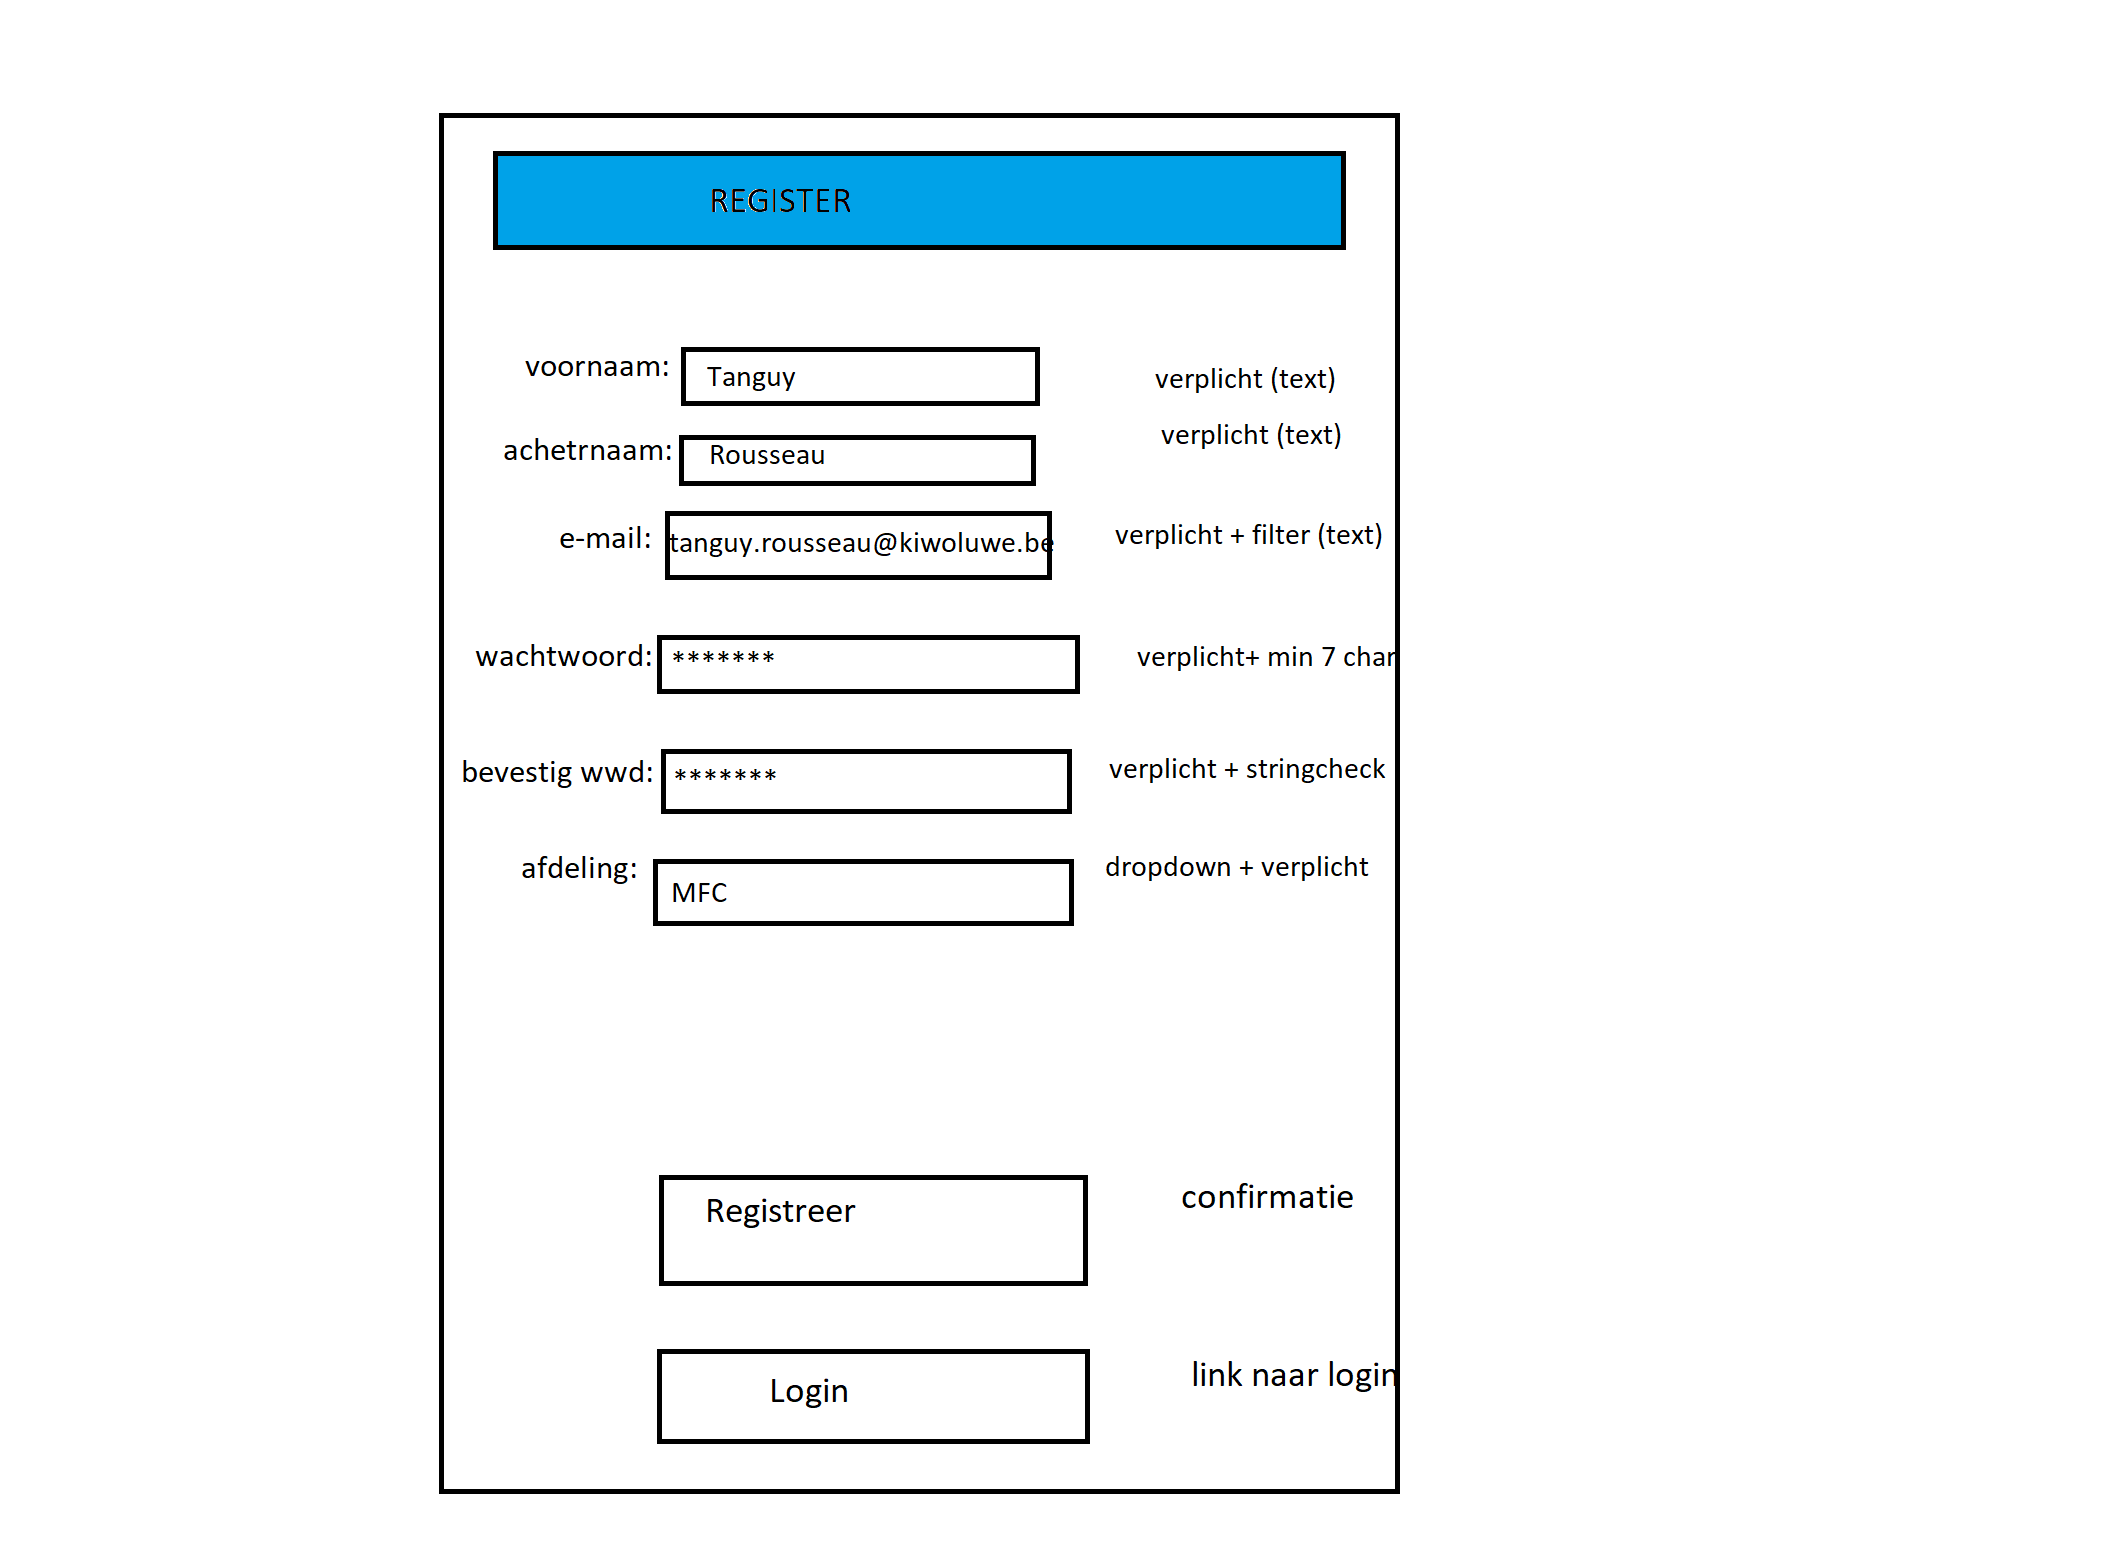 REGISTER
voornaam: Tanguy verplicht (text)
achetrnaam: Rousseau verplicht (text)
e-mail: tanguy.rousseau@kiwoluwe.be verplicht + filter (text)
wachtwoord: ******* verplicht+ min 7 char
bevestig wwd: ******* verplicht + stringcheck
afdeling: MFC dropdown + verplicht
Registreer confirmatie
Login link naar login